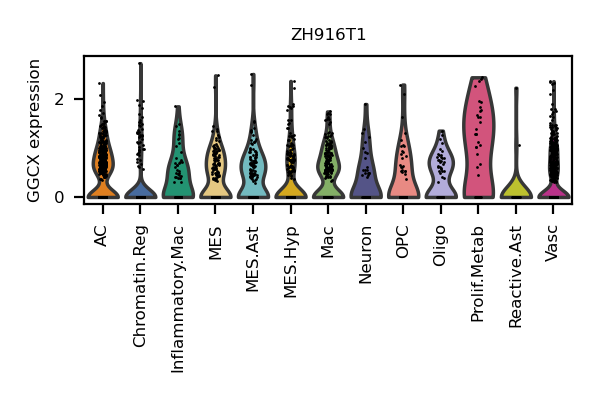 ZH916T1
GGCX expression
2
0
AC
Chromatin.Reg
Inflammatory.Mac
MES
MES.Ast
MES.Hyp
Mac
Neuron
OPC
Oligo
Prolif.Metab
Reactive.Ast
Vasc